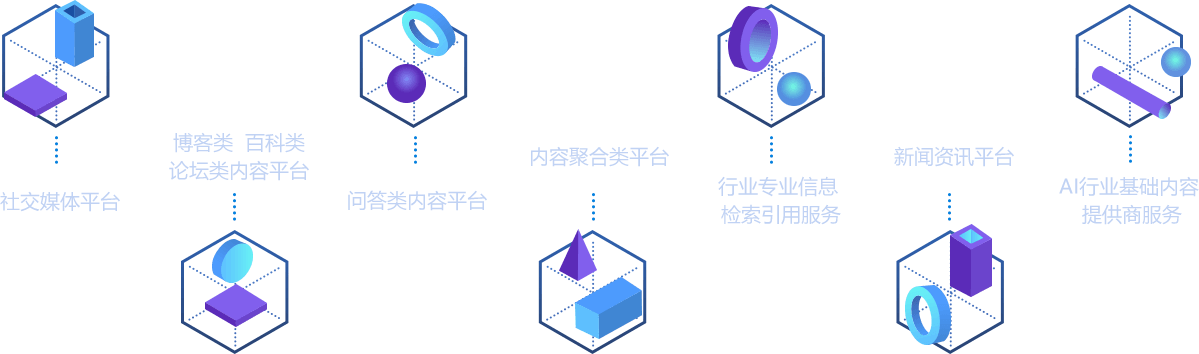 社交媒体平台
博客类 百科类
论坛类内容平台
问答类内容平台
内容聚合类平台
行业专业信息
检索引用服务
新闻资讯平台
AI行业基础内容
提供商服务